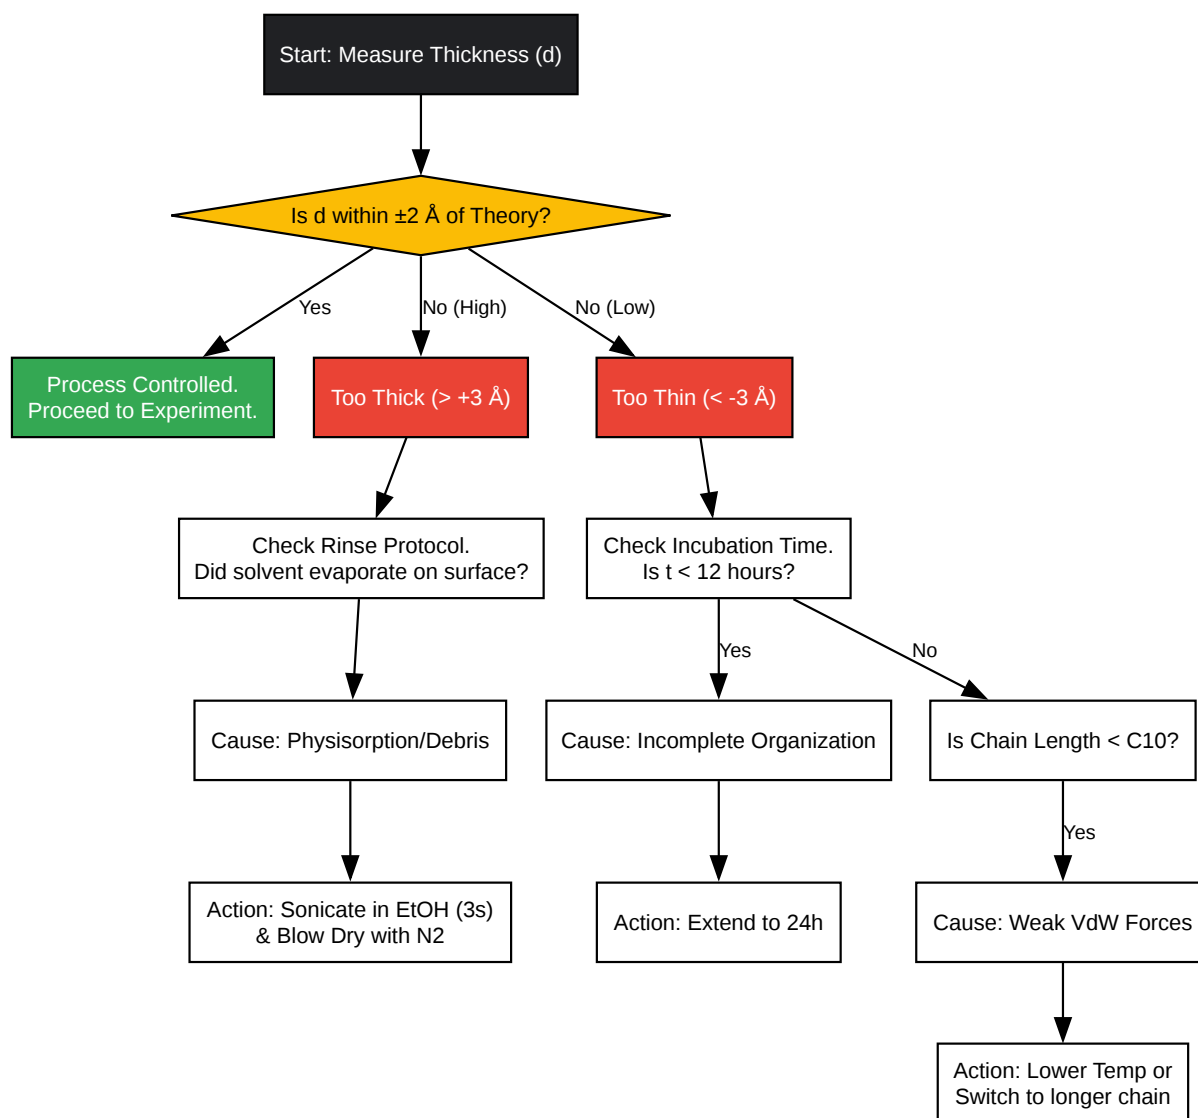 Start: Measure Thickness (d)
Is d within ±2 Å of Theory?
Yes
No (High)
No (Low)
Process Controlled.
Proceed to Experiment.
Too Thick (> +3 Å)
Too Thin (< -3 Å)
Check Rinse Protocol.
Did solvent evaporate on surface?
Check Incubation Time.
Is t < 12 hours?
Yes
No
Cause: Physisorption/Debris
Cause: Incomplete Organization
Is Chain Length < C10?
Yes
Action: Sonicate in EtOH (3s)
& Blow Dry with N2
Action: Extend to 24h
Cause: Weak VdW Forces
Action: Lower Temp or
Switch to longer chain